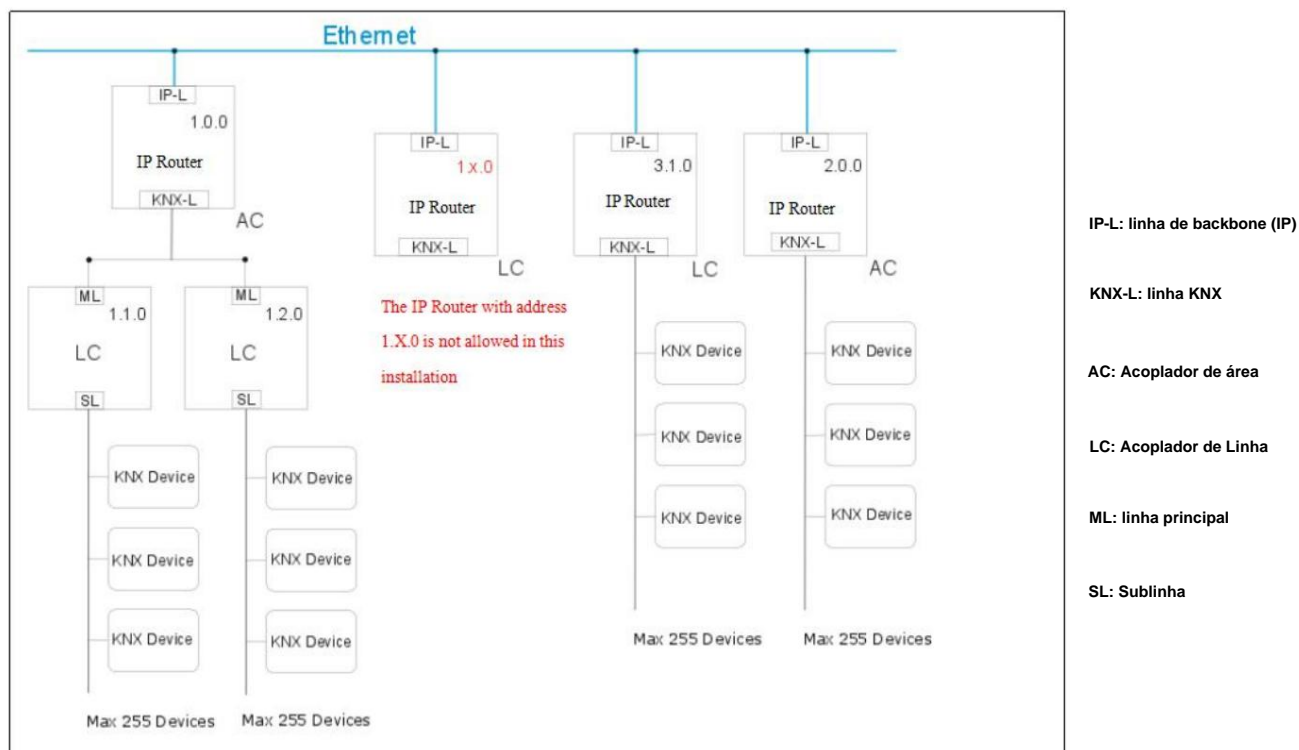 Ethernet
IP-L
1.0.0
IP Router
KNX-L
AC
ML
1.1.0
LC
SL
ML
1.2.0
LC
SL
KNX Device
KNX Device
KNX Device
Max 255 Devices
KNX Device
KNX Device
KNX Device
Max 255 Devices
IP-L
1.x.0
IP Router
KNX-L
LC
The IP Router with address
1.X.0 is not allowed in this
installation
IP-L
3.1.0
IP Router
KNX-L
LC
KNX Device
KNX Device
KNX Device
Max 255 Devices
IP-L
2.0.0
IP Router
KNX-L
AC
KNX Device
KNX Device
KNX Device
Max 255 Devices
IP-L: linha de backbone (IP)
KNX-L: linha KNX
AC: Acoplador de área
LC: Acoplador de Linha
ML: linha principal
SL: Sublinha